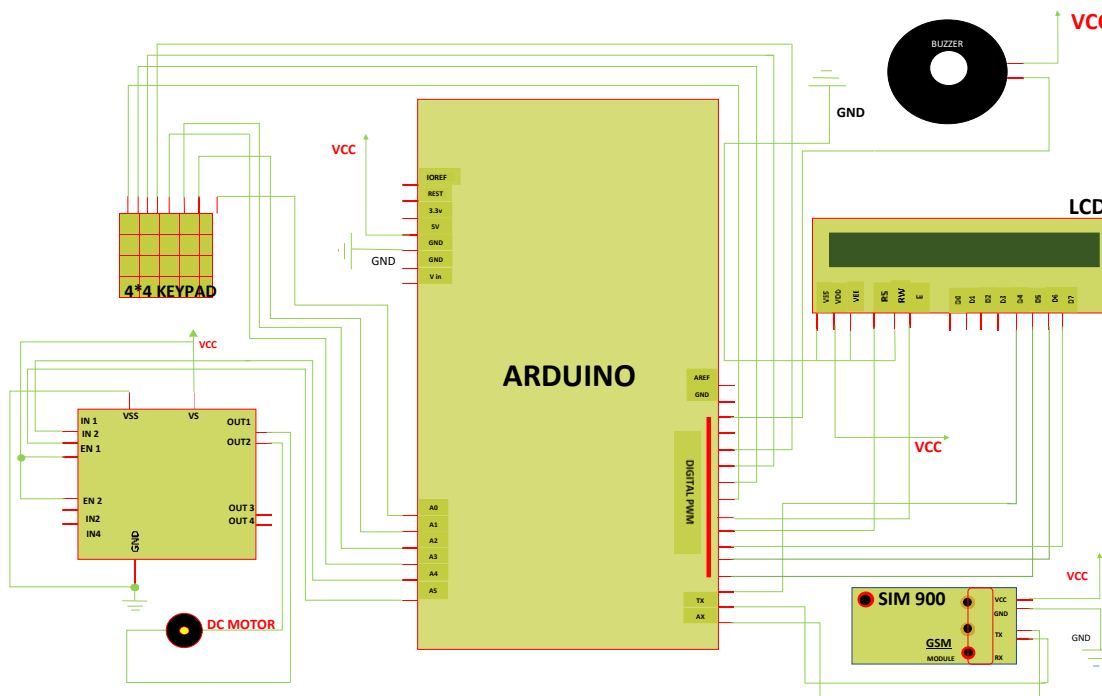 VCC
BUZZER
GND
VCC
IOREF
REST
3.3v
5V
GND
GND
V in
GND
LCD
VSS
VDD
VEE
RS
RW
E
D0
D1
D2
D3
D4
D5
D6
D7
4*4 KEYPAD
VCC
ARDUINO
AREF
GND
DIGITAL PWM
VCC
IN 1
IN 2
EN 1
VSS
VS
OUT1
OUT2
EN 2
IN2
IN4
GND
OUT 3
OUT 4
A0
A1
A2
A3
A4
A5
TX
AX
DC MOTOR
SIM 900
GSM
MODULE
VCC
GND
TX
RX
VCC
GND